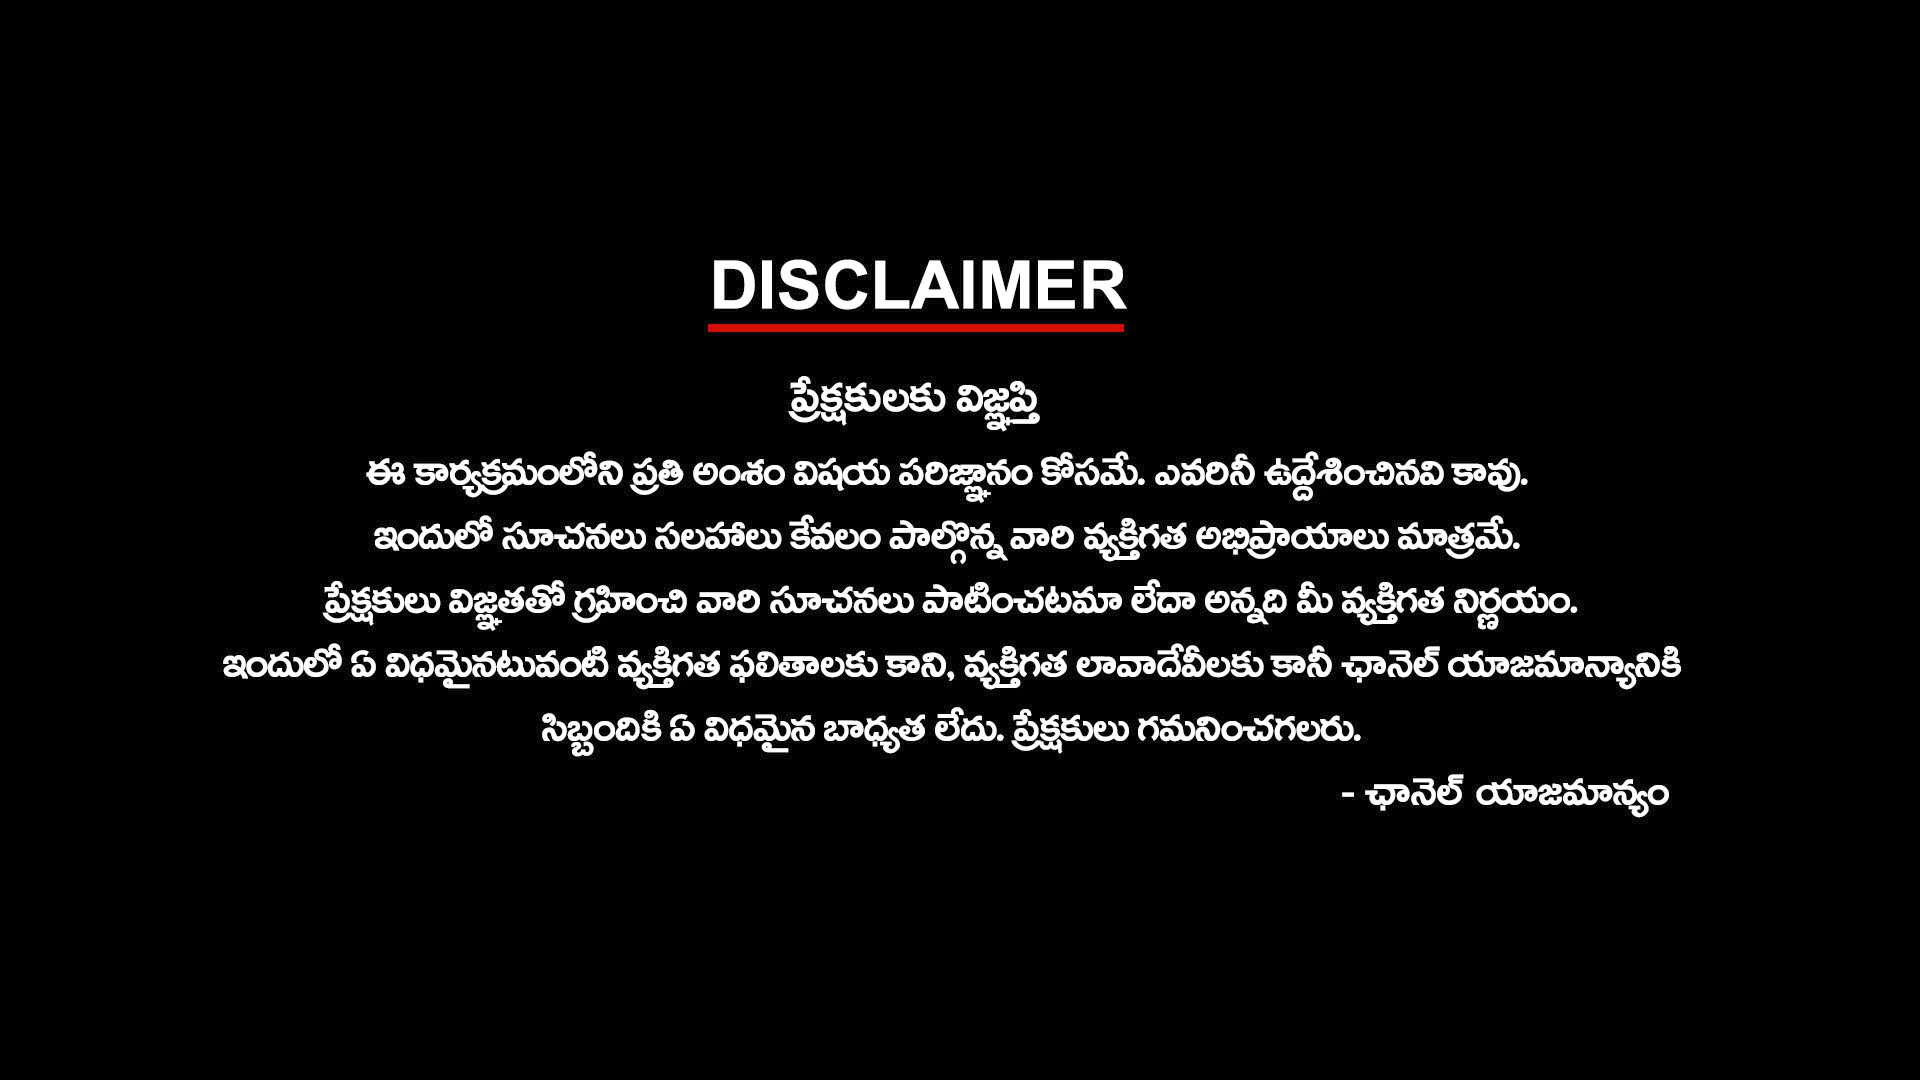 DISCLAIMER
ప్రేక్షకులకు విజ్ఞప్తి
ఈ కార్యక్రమంలోని ప్రతి అంశం విషయ పరిజ్ఞానం కోసమే. ఎవరినీ ఉద్దేశించినవి కావు.
ఇందులో సూచనలు సలహాలు కేవలం పాల్గొన్న వారి వ్యక్తిగత అభిప్రాయాలు మాత్రమే.
ప్రేక్షకులు విజ్ఞతతో గ్రహించి వారి సూచనలు పాటించటమా లేదా అన్నది మీ వ్యక్తిగత నిర్ణయం.
ఇందులో ఏ విధమైనటువంటి వ్యక్తిగత ఫలితాలకు కాని, వ్యక్తిగత లావాదేవీలకు కానీ ఛానెల్ యాజమాన్యానికి
సిబ్బందికి ఏ విధమైన బాధ్యత లేదు. ప్రేక్షకులు గమనించగలరు.
- ఛానెల్ యాజమాన్యం